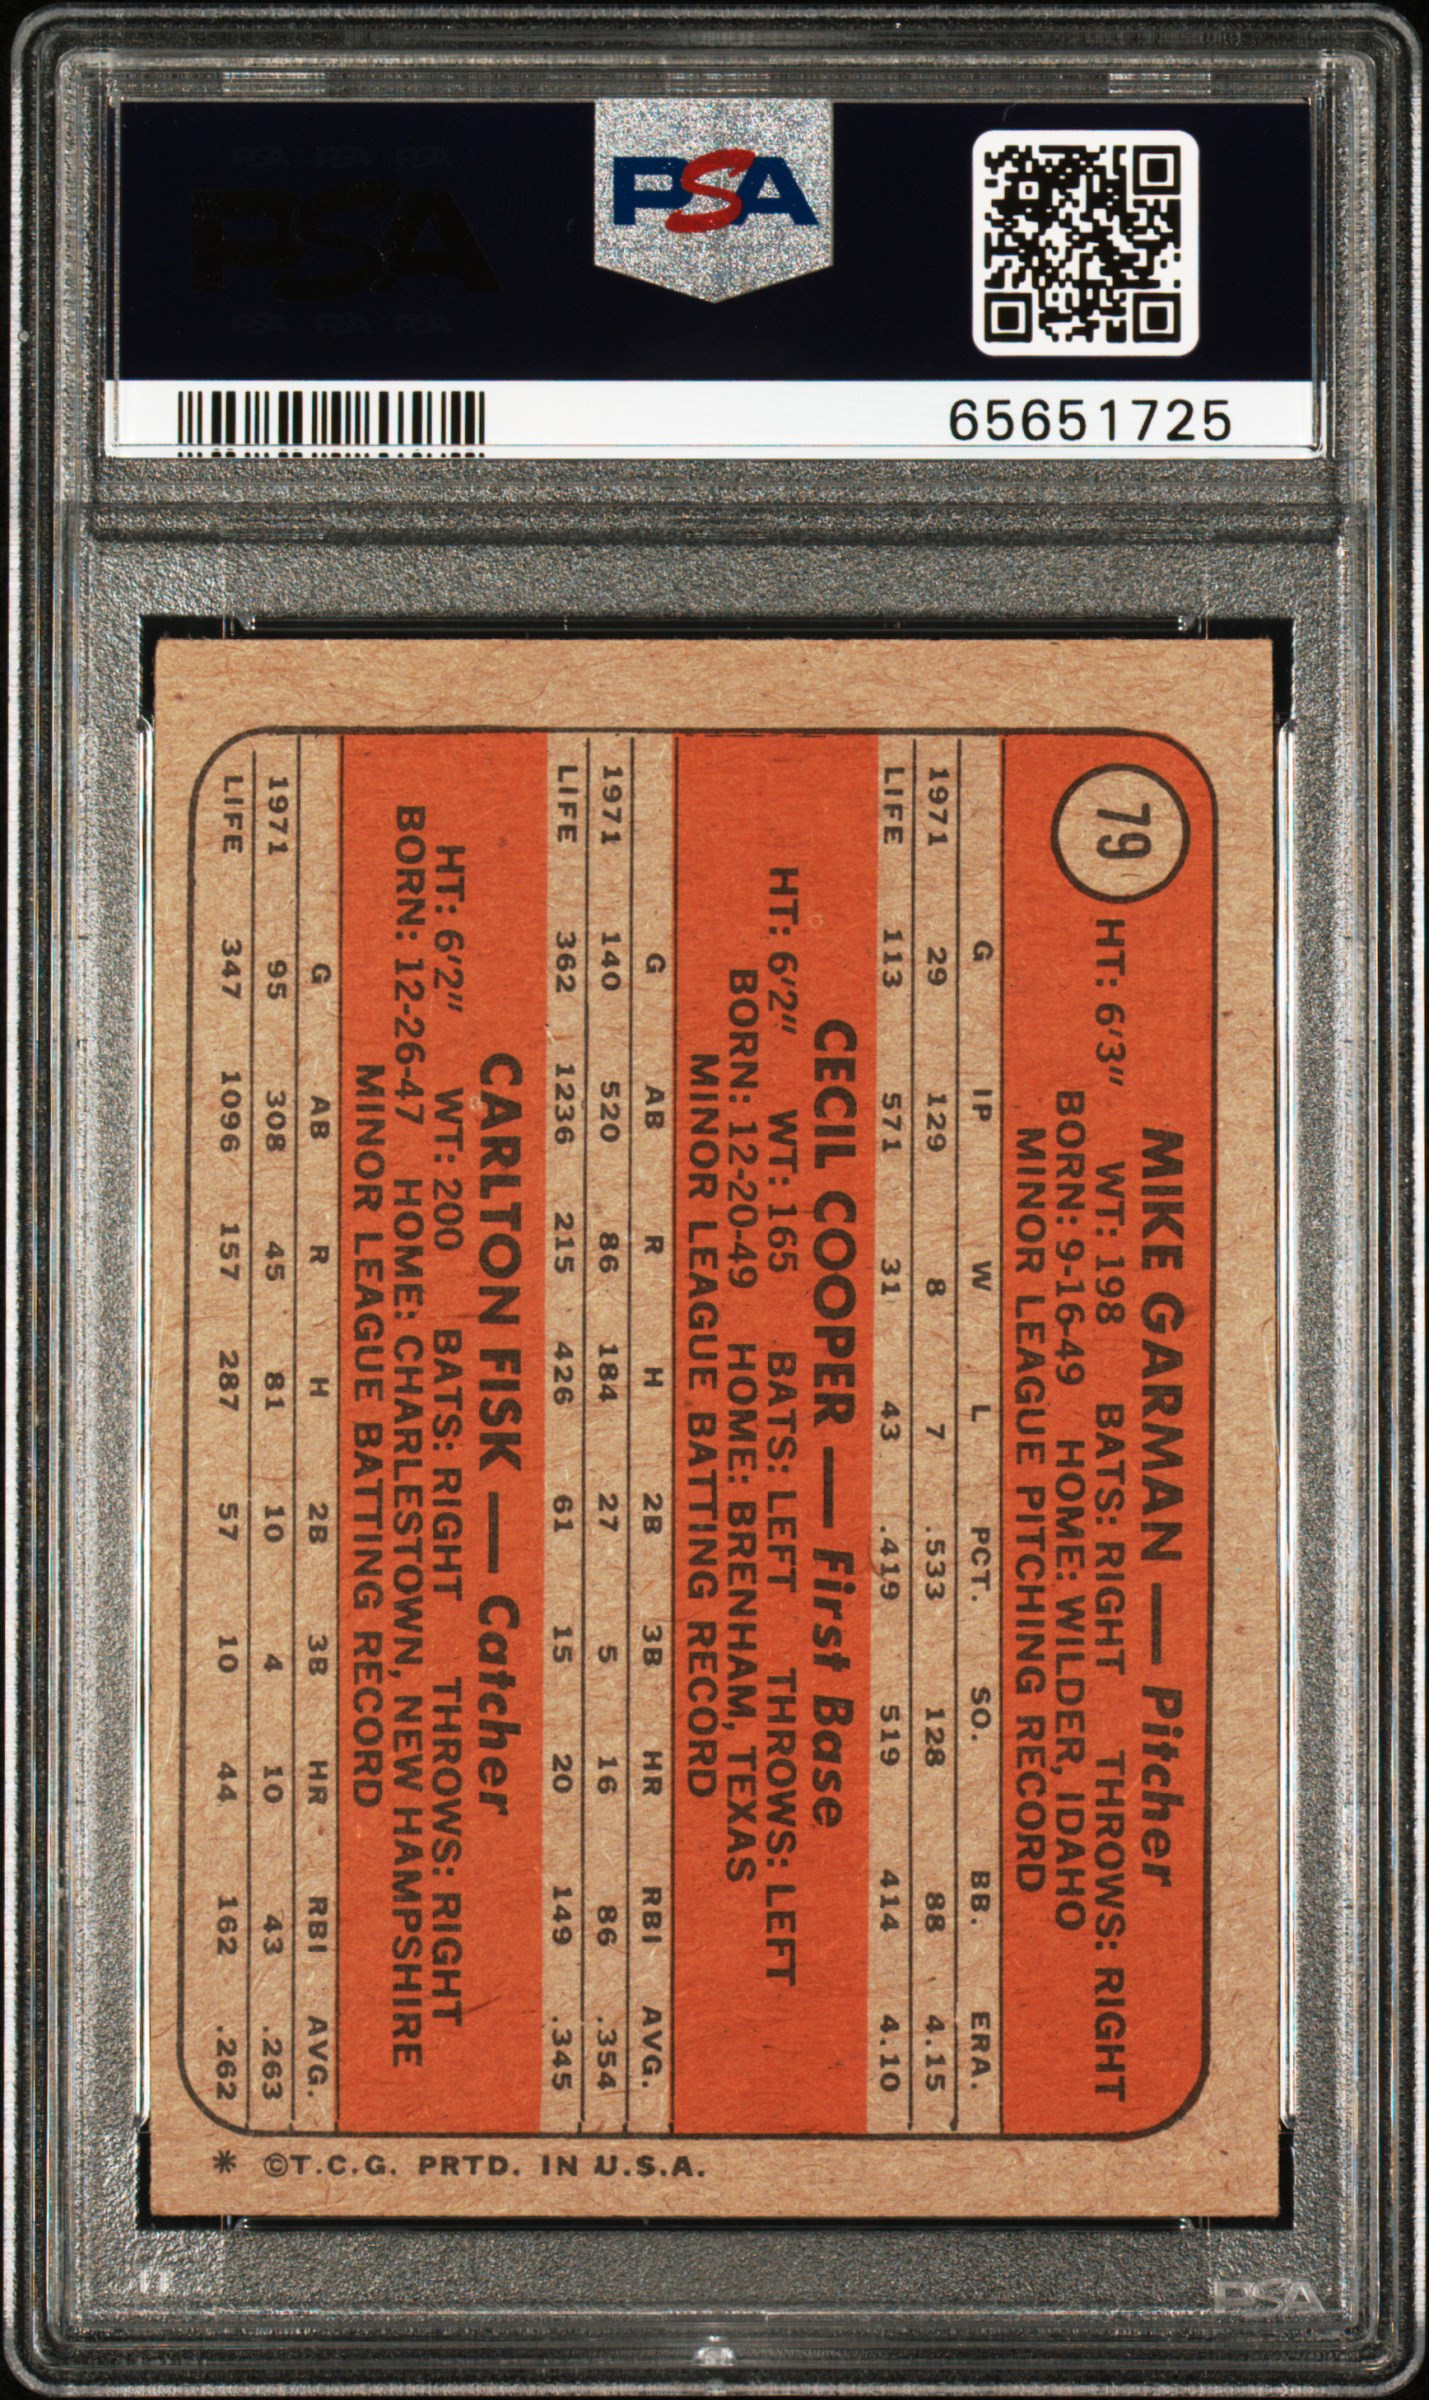 PSA
65651725
79
MIKE GARMAN — Pitcher
HT: 6'3" WT: 198 BATS: RIGHT THROWS: RIGHT
BORN: 9-16-49 HOME: WILDER, IDAHO
MINOR LEAGUE PITCHING RECORD
G IP W L PCT. SO. BB. ERA.
1971 29 129 8 7 .533 128 88 4.15
LIFE 113 571 31 43 .419 519 414 4.10
CECIL COOPER — First Base
HT: 6'2" WT: 165 BATS: LEFT THROWS: LEFT
BORN: 12-20-49 HOME: BRENHAM, TEXAS
MINOR LEAGUE BATTING RECORD
G AB R H 2B 3B HR RBI AVG.
1971 140 520 86 184 27 5 16 86 .354
LIFE 362 1236 215 426 61 15 20 149 .345
CARLTON FISK — Catcher
HT: 6'2" WT: 200 BATS: RIGHT THROWS: RIGHT
BORN: 12-26-47 HOME: CHARLESTOWN, NEW HAMPSHIRE
MINOR LEAGUE BATTING RECORD
G AB R H 2B 3B HR RBI AVG.
1971 95 308 45 81 10 4 10 43 .263
LIFE 347 1096 157 287 57 10 44 162 .262
* ©T.C.G. PRTD. IN U.S.A.
PSA PSA PSA
PSA
PSA PSA PSA
PSA